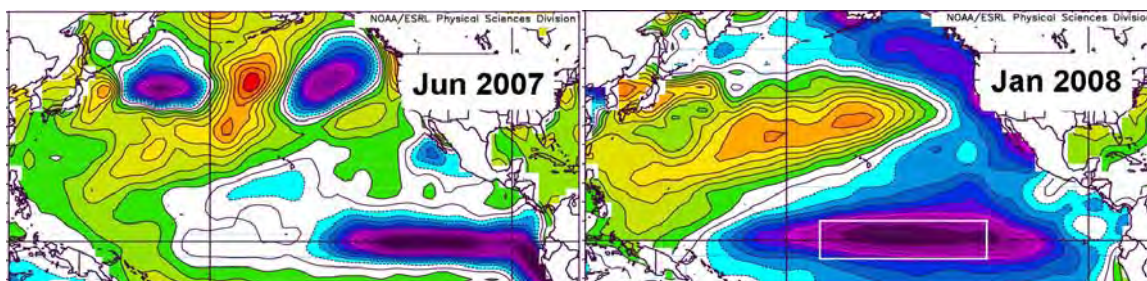 NOAA/ESRL Physical Sciences Division
Jun 2007
NOAA/ESRL Physical Sciences Division
Jan 2008